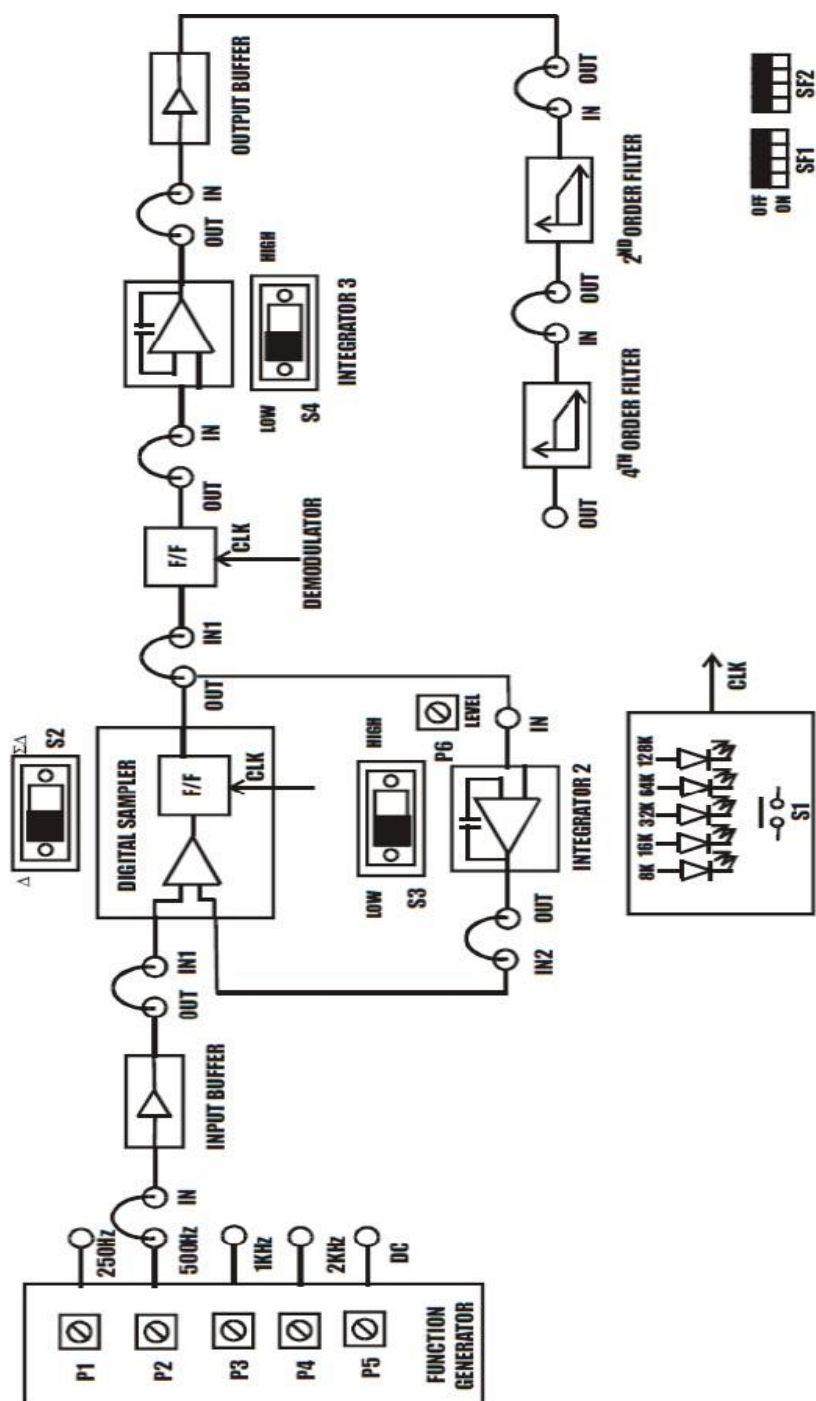 FUNCTION
GENERATOR
P1
P2
P3
P4
P5
250Hz
500Hz
1KHz
2KHz
DC
IN
INPUT BUFFER
OUT
IN1
Δ
ΣΔ
S2
DIGITAL SAMPLER
F/F
CLK
OUT
IN1
F/F
CLK
DEMODULATOR
OUT
IN
LOW
HIGH
S4
INTEGRATOR 3
OUT
IN
OUTPUT BUFFER
LOW
HIGH
S3
P6
LEVEL
IN2
OUT
IN
INTEGRATOR 2
OUT
4TH ORDER FILTER
IN
OUT
2ND ORDER FILTER
IN
OUT
8K 16K 32K 64K 128K
S1
CLK
OFF
ON
SF1
SF2